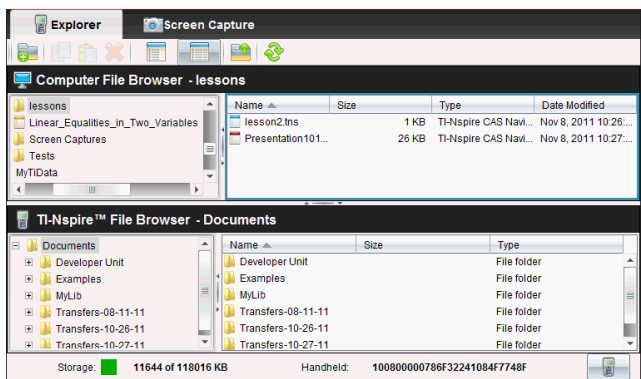 Explorer Screen Capture
Computer File Browser - lessons
lessons
Linear_Equalities_in_Two_Variables
Screen Captures
Tests
MyTiData
Name Size Type Date Modified
lesson2.tns 1 KB TI-Nspire CAS Navi... Nov 8, 2011 10:26:...
Presentation101... 26 KB TI-Nspire CAS Navi... Nov 8, 2011 10:27:...
TI-Nspire™ File Browser - Documents
Documents
Developer Unit
Examples
MyLib
Transfers-08-11-11
Transfers-10-26-11
Transfers-10-27-11
Name Size Type
Developer Unit File folder
Examples File folder
MyLib File folder
Transfers-08-11-11 File folder
Transfers-10-26-11 File folder
Transfers-10-27-11 File folder
Storage: 11644 of 118016 KB Handheld: 100800000786F32241084F7748F